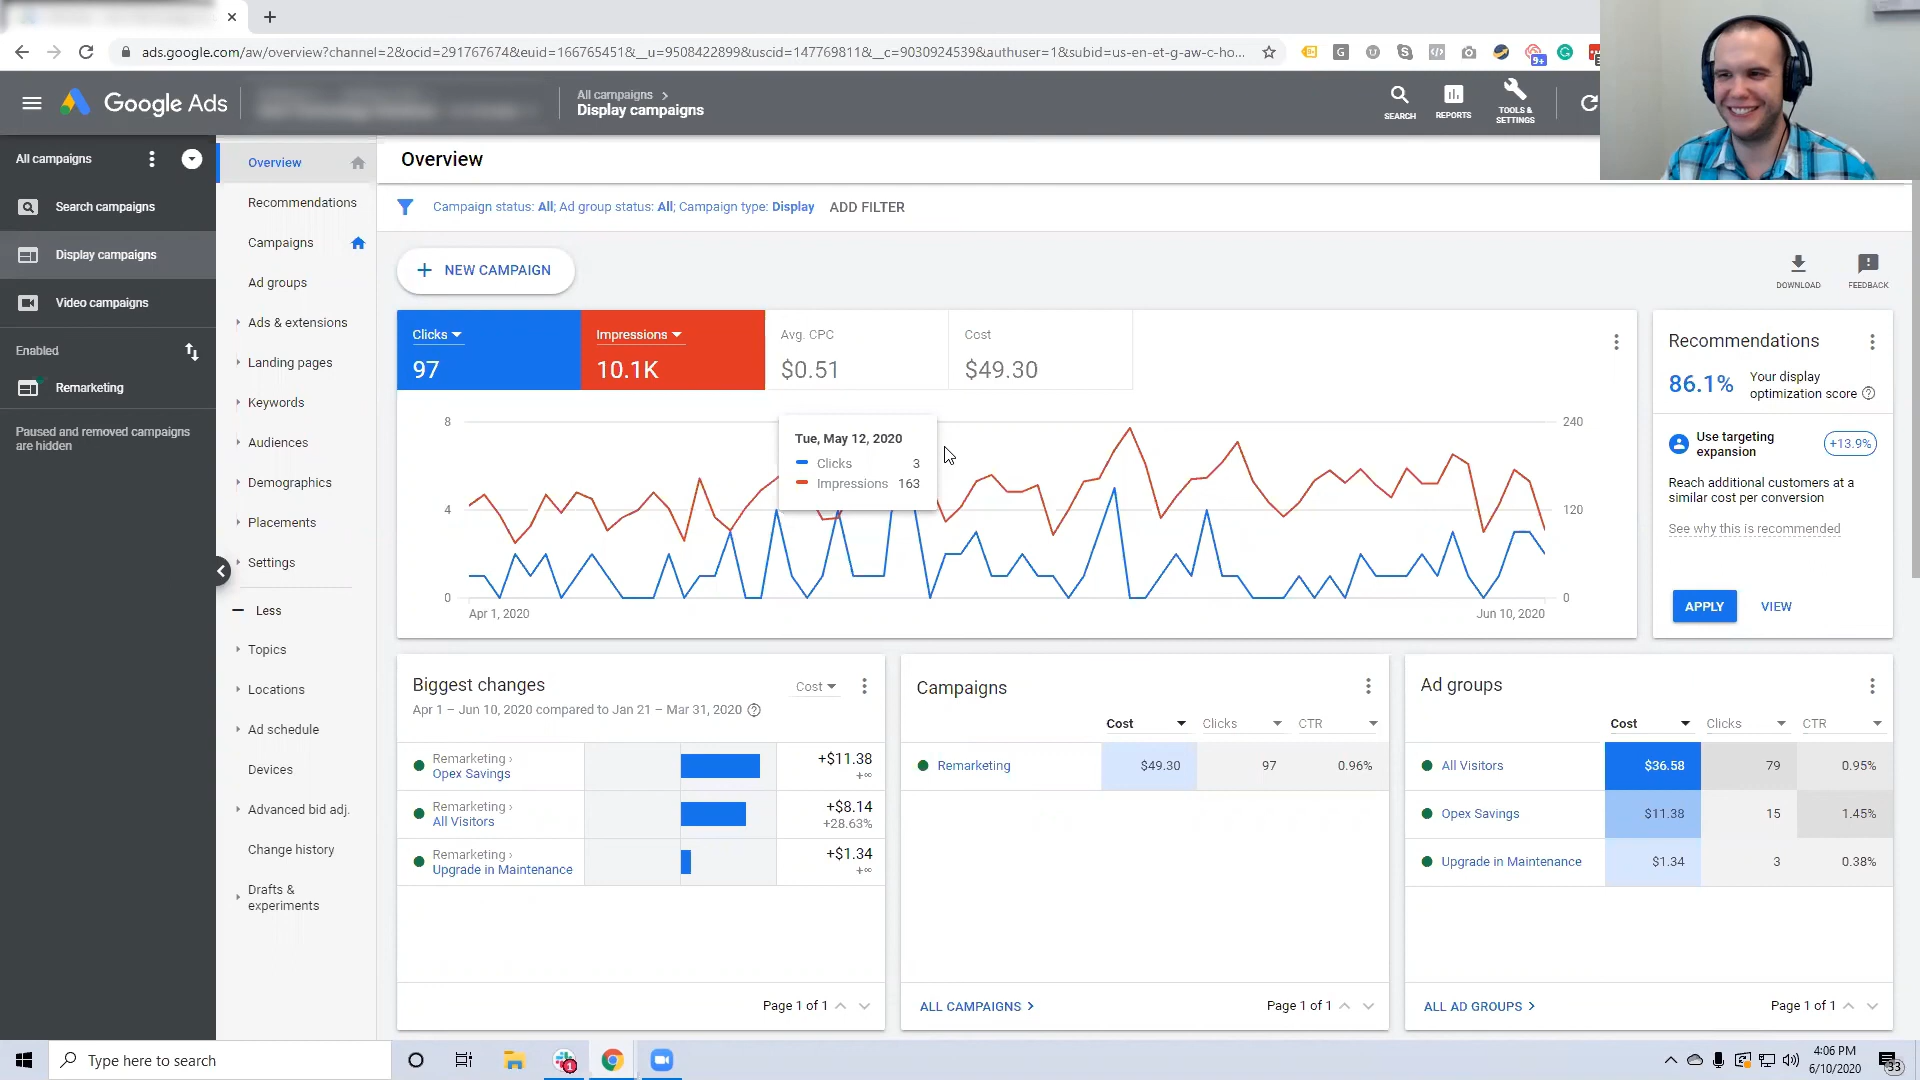 ads.google.com/aw/overview?channel=2&ocid=291767674&euid=166765451&__u=9508422899&uscid=147769811&__c=9030924539&authuser=1&subid=us-en-et-g-aw-c-ho...
9+
Google Ads
All campaigns >
Display campaigns
SEARCH
REPORTS
TOOLS &
SETTINGS
All campaigns
Search campaigns
Display campaigns
Video campaigns
Enabled
Remarketing
Paused and removed campaigns
are hidden
Overview
Recommendations
Campaigns
Ad groups
Ads & extensions
Landing pages
Keywords
Audiences
Demographics
Placements
Settings
Less
Topics
Locations
Ad schedule
Devices
Advanced bid adj.
Change history
Drafts &
experiments
Overview
Campaign status: All; Ad group status: All; Campaign type: Display ADD FILTER
NEW CAMPAIGN
DOWNLOAD
FEEDBACK
Clicks
97
Impressions
10.1K
Avg. CPC
$0.51
Cost
$49.30
8
4
0
240
120
0
Apr 1, 2020
Jun 10, 2020
Tue, May 12, 2020
Clicks 3
Impressions 163
Recommendations
86.1%
Your display
optimization score
Use targeting
expansion
+13.9%
Reach additional customers at a
similar cost per conversion
See why this is recommended
APPLY
VIEW
Biggest changes
Cost
Apr 1 – Jun 10, 2020 compared to Jan 21 – Mar 31, 2020
Remarketing ›
Opex Savings
+$11.38
+∞
Remarketing ›
All Visitors
+$8.14
+28.63%
Remarketing ›
Upgrade in Maintenance
+$1.34
+∞
Page 1 of 1
Campaigns
Cost Clicks CTR
Remarketing $49.30 97 0.96%
ALL CAMPAIGNS
Page 1 of 1
Ad groups
Cost Clicks CTR
All Visitors $36.58 79 0.95%
Opex Savings $11.38 15 1.45%
Upgrade in Maintenance $1.34 3 0.38%
ALL AD GROUPS
Page 1 of 1
Type here to search
1
4:06 PM
6/10/2020
33